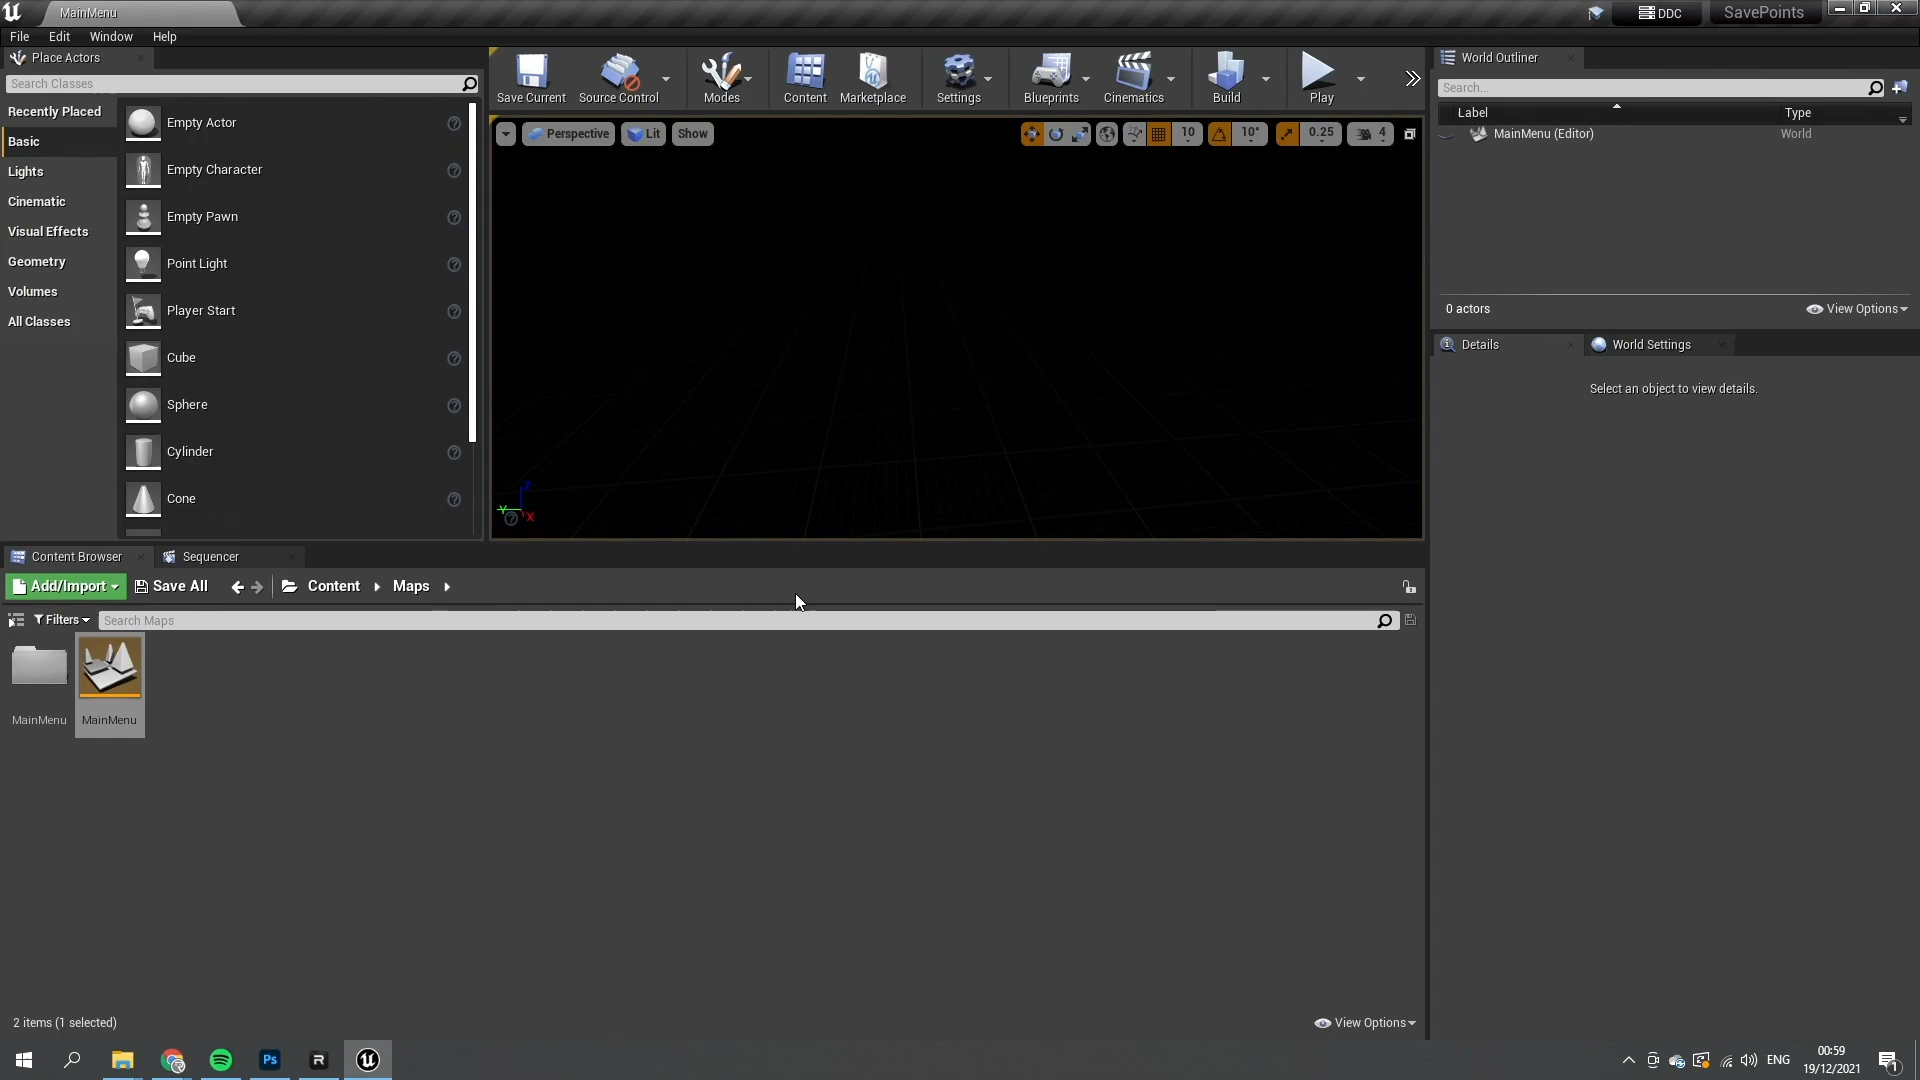 MainMenu
DDC
SavePoints
File Edit Window Help
Place Actors
Search Classes
Recently Placed
Basic
Lights
Cinematic
Visual Effects
Geometry
Volumes
All Classes
Empty Actor
Empty Character
Empty Pawn
Point Light
Player Start
Cube
Sphere
Cylinder
Cone
Save Current
Source Control
Modes
Content
Marketplace
Settings
Blueprints
Cinematics
Build
Play
Perspective
Lit
Show
10
10°
0.25
4
Z
Y
X
World Outliner
Search...
Label Type
MainMenu (Editor) World
0 actors
View Options
Details
World Settings
Select an object to view details.
Content Browser
Sequencer
Add/Import
Save All
Content
Maps
Filters
Search Maps
MainMenu
MainMenu
2 items (1 selected)
View Options
Ps
R
ENG
00:59
19/12/2021
1